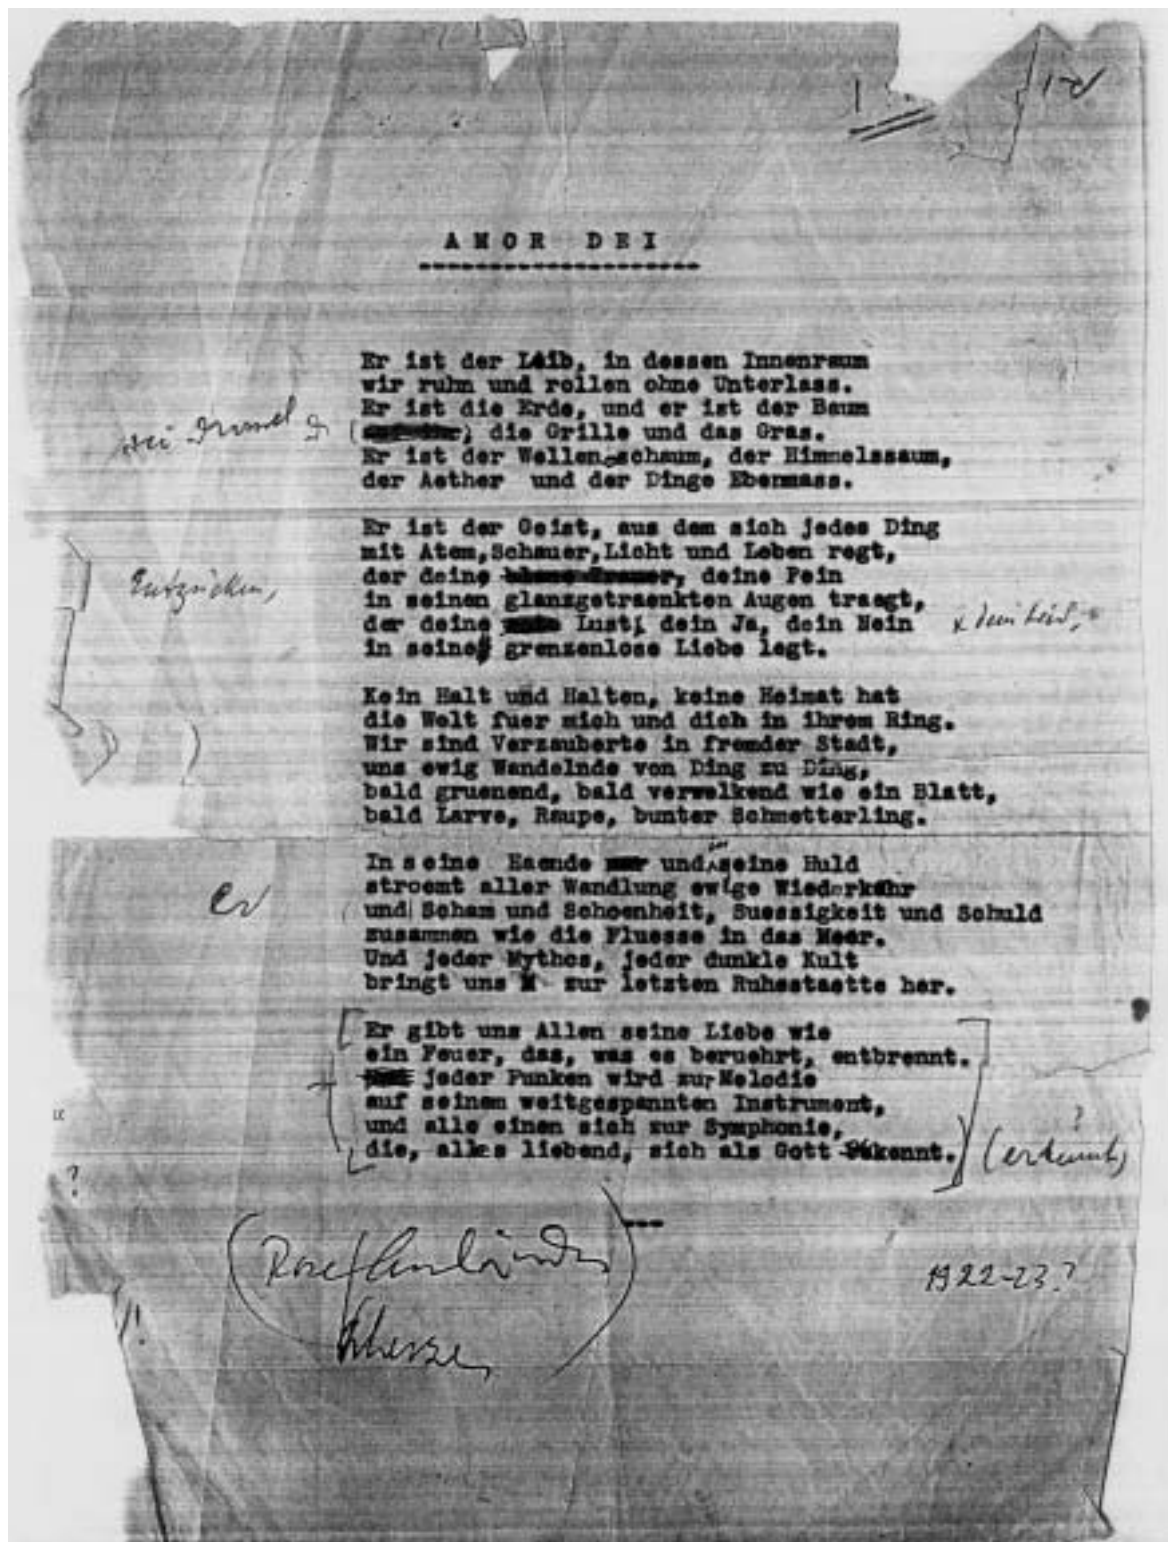 1
AMOR DEI
Er ist der Leib, in dessen Innenraum
wir ruhn und rollen ohne Unterlass.
Er ist die Erde, und er ist der Baum
die Grille und das Gras.
Er ist der Wellenschaum, der Himmelssaum,
der Aether und der Dinge Ebenmass.
Er ist der Geist, aus dem sich jedes Ding
mit Atem, Schauer, Licht und Leben regt,
Entzücken,
der deine deine Pein
in seinen glanzgetraenkten Augen traegt,
der deine Lust, dein Ja, dein Nein
x dein Leid,
in seine grenzenlose Liebe legt.
Kein Halt und Halten, keine Heimat hat
die Welt fuer mich und dich in ihrem Ring.
Wir sind Verzauberte in fremder Stadt,
uns ewig Wandelnde von Ding zu Ding,
bald gruenend, bald verwelkend wie ein Blatt,
bald Larve, Raupe, bunter Schmetterling.
In seine Haende und seine Huld
stroemt aller Wandlung ewige Wiederkehr
und Scham und Schoenheit, Suessigkeit und Schuld
zusammen wie die Fluesse in das Meer.
Und jeder Mythos, jeder dunkle Kult
bringt uns zur letzten Ruhestaette her.
[Er gibt uns Allen seine Liebe wie
ein Feuer, das, was es beruehrt, entbrennt.
jeder Funken wird zur Melodie
auf seinem weitgespannten Instrument,
und alle einen sich zur Symphonie,
?
die, alles liebend, sich als Gott kennt.] (erkennt)
?
(Rose Ausländer
Scherzer)
1922-23?